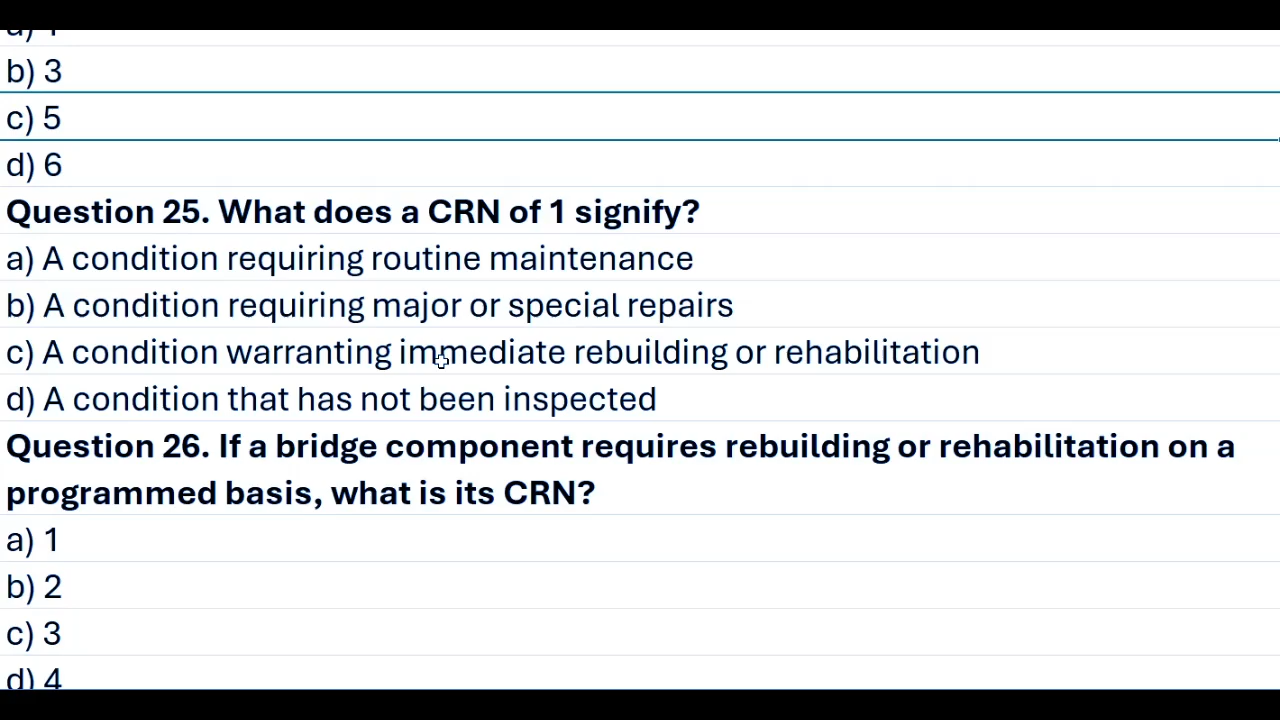 b) 3
c) 5
d) 6
Question 25. What does a CRN of 1 signify?
a) A condition requiring routine maintenance
b) A condition requiring major or special repairs
c) A condition warranting immediate rebuilding or rehabilitation
d) A condition that has not been inspected
Question 26. If a bridge component requires rebuilding or rehabilitation on a
programmed basis, what is its CRN?
a) 1
b) 2
c) 3
d) 4